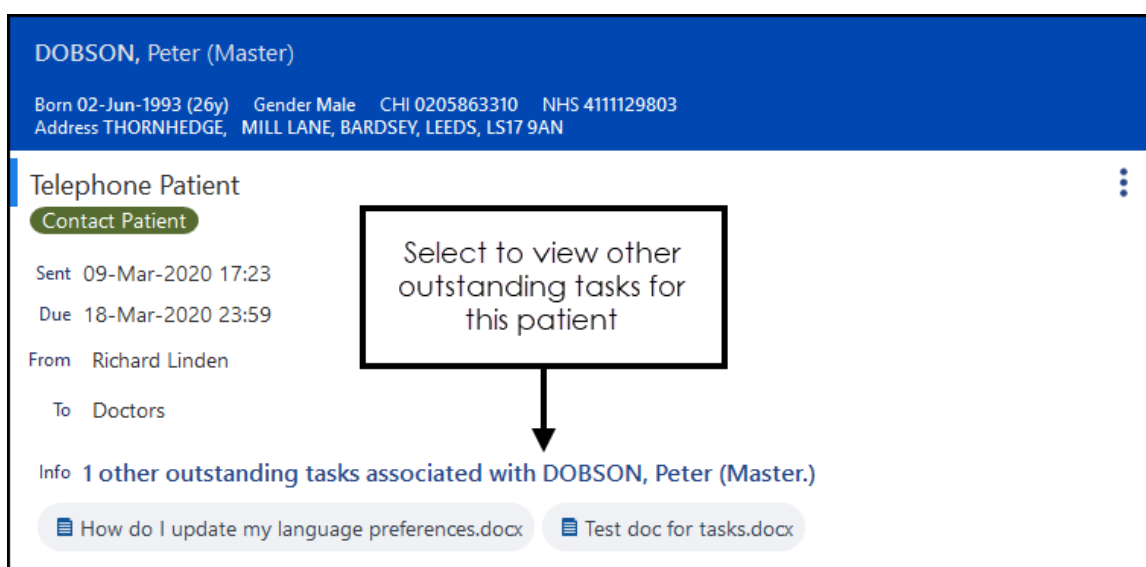 DOBSON, Peter (Master)
Born 02-Jun-1993 (26y) Gender Male CHI 0205863310 NHS 4111129803
Address THORNHEDGE, MILL LANE, BARDSEY, LEEDS, LS17 9AN
Telephone Patient
Contact Patient
Select to view other
outstanding tasks for
this patient
Sent 09-Mar-2020 17:23
Due 18-Mar-2020 23:59
From Richard Linden
To Doctors
Info 1 other outstanding tasks associated with DOBSON, Peter (Master.)
How do I update my language preferences.docx Test doc for tasks.docx